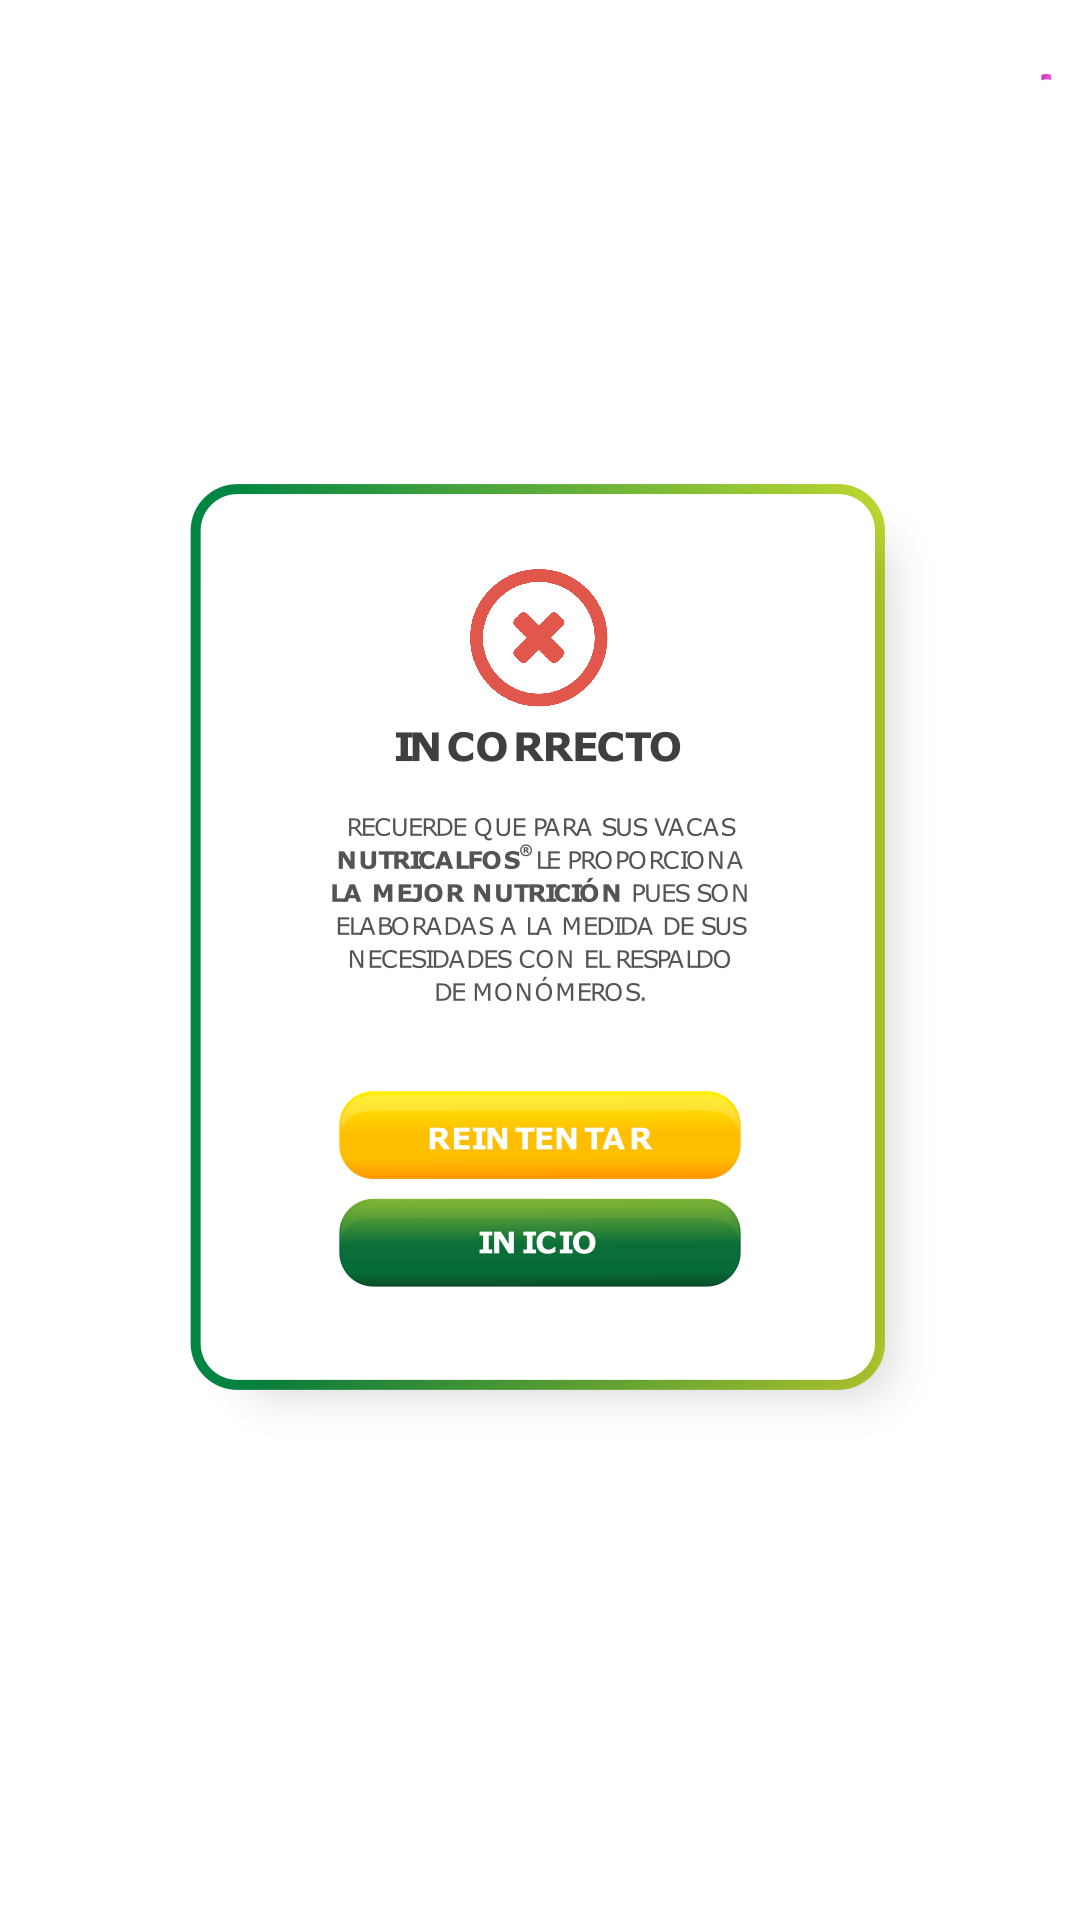 INCORRECTO
RECUERDE QUE PARA SUS VACAS
NUTRICALFOS® LE PROPORCIONA
LA MEJOR NUTRICIÓN PUES SON
ELABORADAS A LA MEDIDA DE SUS
NECESIDADES CON EL RESPALDO
DE MONÓMEROS.
REINTENTAR
INICIO